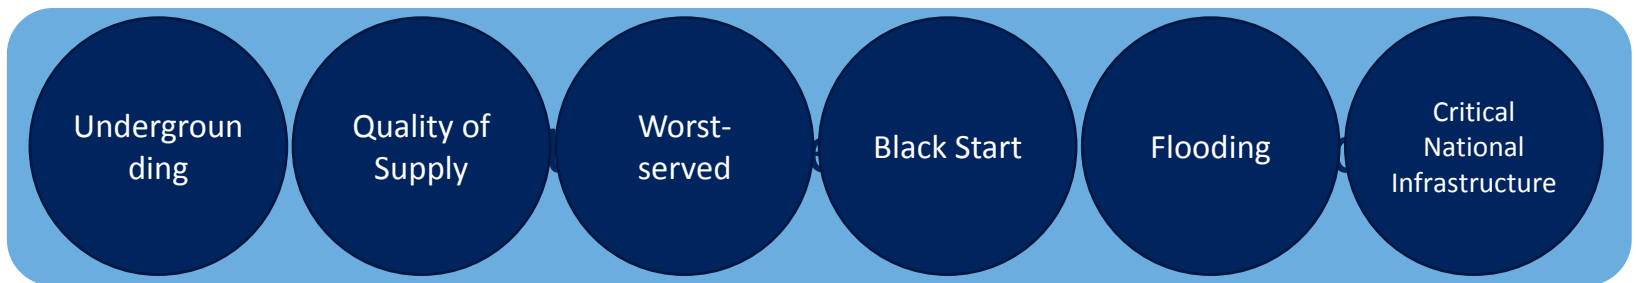 Undergroun
ding
Quality of
Supply
Worst-
served
Black Start
Flooding
Critical
National
Infrastructure